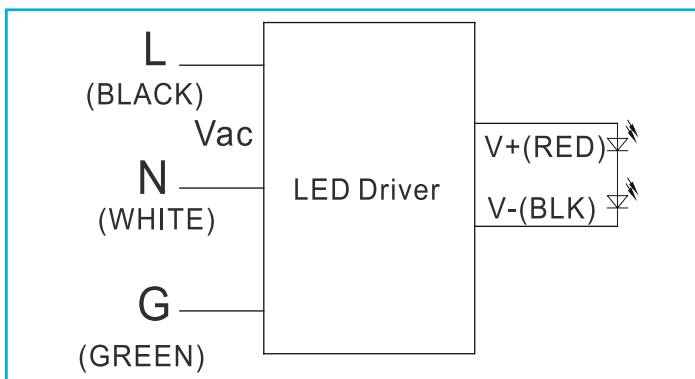 L
(BLACK)
Vac
N
(WHITE)
G
(GREEN)
LED Driver
V+(RED)
V-(BLK)